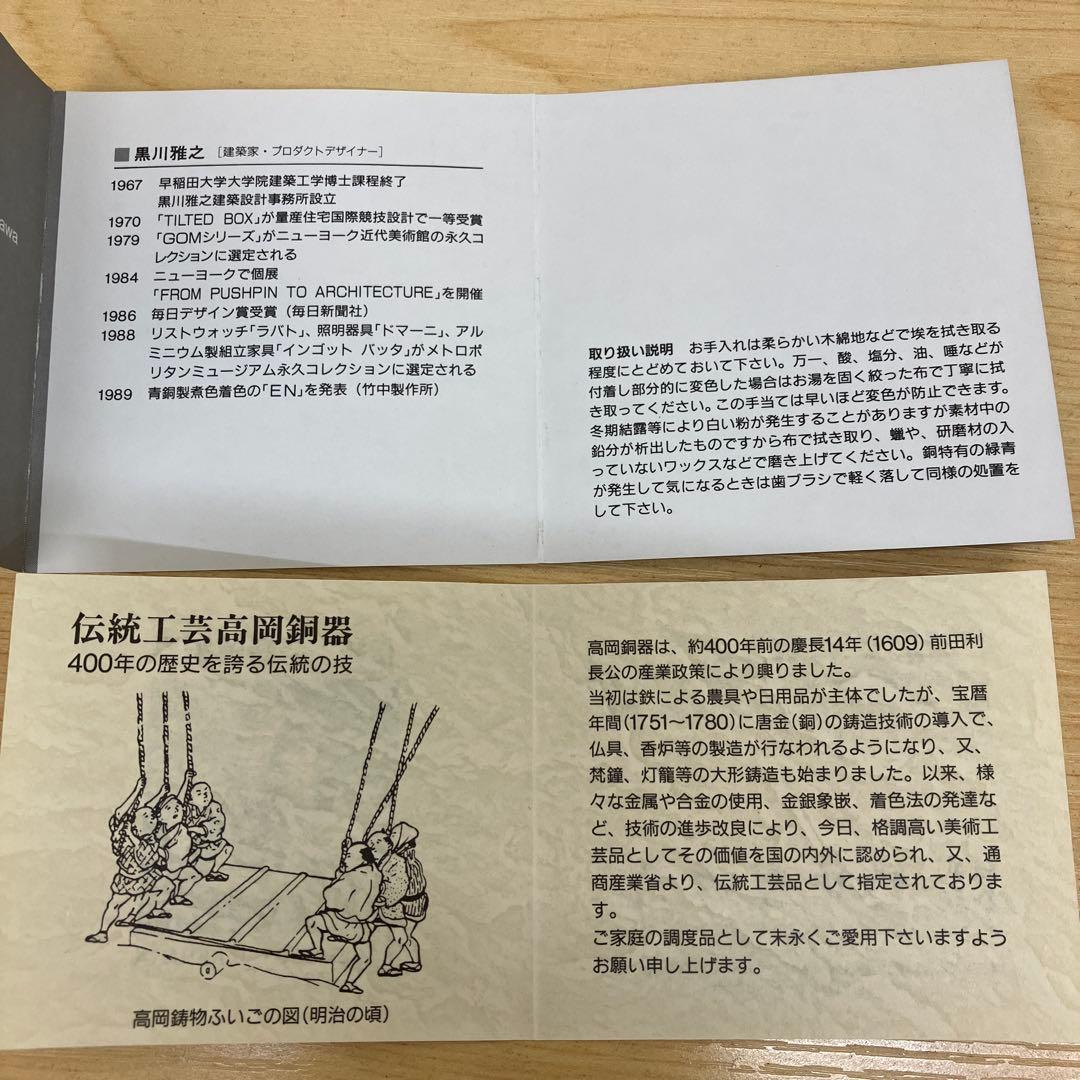 awa
■黒川雅之 [建築家・プロダクトデザイナー]
1967 早稲田大学大学院建築工学博士課程終了
黒川雅之建築設計事務所設立
1970 「TILTED BOX」が量産住宅国際競技設計で一等受賞
1979 「GOMシリーズ」がニューヨーク近代美術館の永久コ
レクションに選定される
1984 ニューヨークで個展
「FROM PUSHPIN TO ARCHITECTURE」を開催
1986 毎日デザイン賞受賞（毎日新聞社）
1988 リストウォッチ「ラバト」、照明器具「ドマーニ」、アル
ミニウム製組立家具「インゴット バッタ」がメトロポ
リタンミュージアム永久コレクションに選定される
1989 青銅製煮色着色の「EN」を発表（竹中製作所）
取り扱い説明 お手入れは柔らかい木綿地などで埃を拭き取る
程度にとどめておいて下さい。万一、酸、塩分、油、唾などが
付着し部分的に変色した場合はお湯を固く絞った布で丁寧に拭
き取ってください。この手当ては早いほど変色が防止できます。
冬期結露等により白い粉が発生することがありますが素材中の
鉛分が析出したものですから布で拭き取り、蠟や、研磨材の入
っていないワックスなどで磨き上げてください。銅特有の緑青
が発生して気になるときは歯ブラシで軽く落して同様の処置を
して下さい。
伝統工芸高岡銅器
400年の歴史を誇る伝統の技
高岡鋳物ふいごの図（明治の頃）
高岡銅器は、約400年前の慶長14年（1609）前田利
長公の産業政策により興りました。
当初は鉄による農具や日用品が主体でしたが、宝暦
年間（1751〜1780）に唐金（銅）の鋳造技術の導入で、
仏具、香炉等の製造が行なわれるようになり、又、
梵鐘、灯籠等の大形鋳造も始まりました。以来、様
々な金属や合金の使用、金銀象嵌、着色法の発達な
ど、技術の進歩改良により、今日、格調高い美術工
芸品としてその価値を国の内外に認められ、又、通
商産業省より、伝統工芸品として指定されておりま
す。
ご家庭の調度品として末永くご愛用下さいますよう
お願い申し上げます。